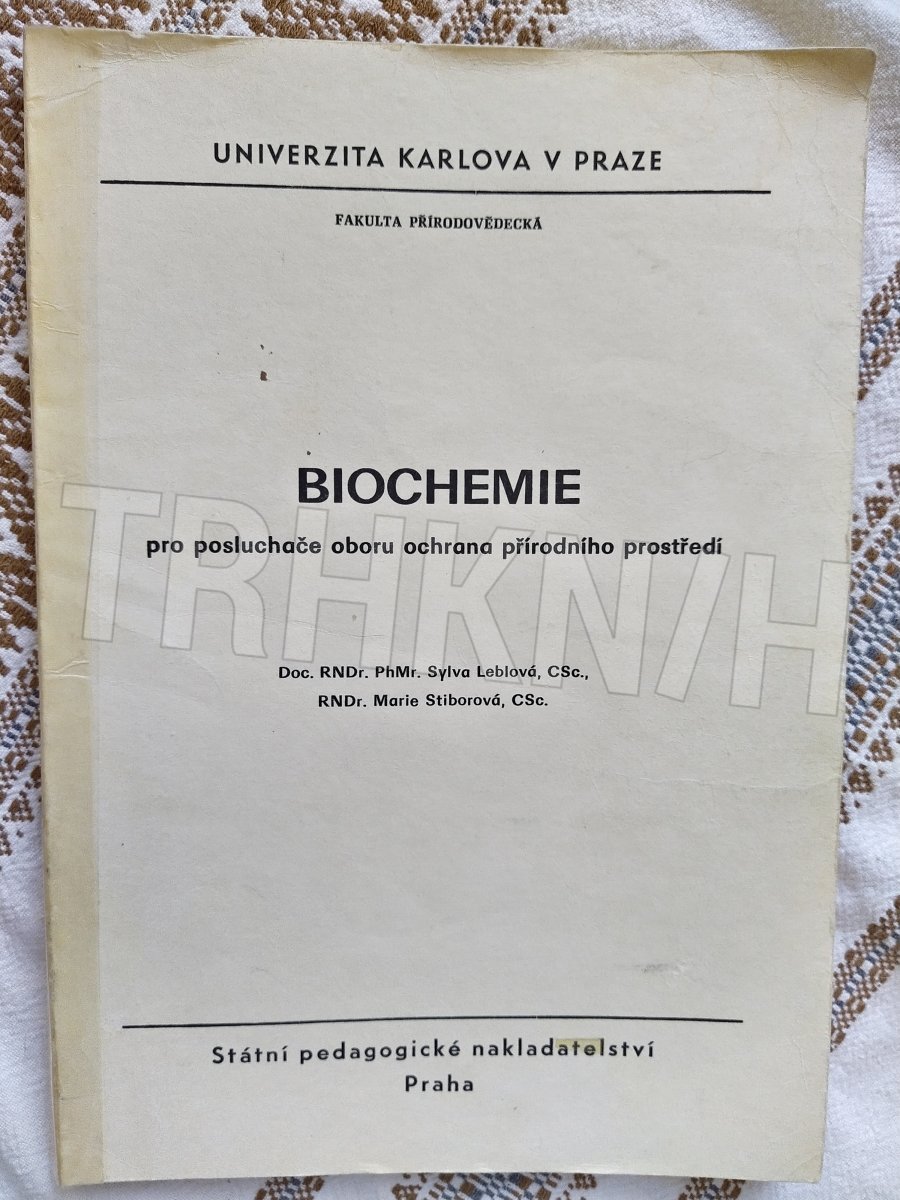 UNIVERZITA KARLOVA V PRAZE
FAKULTA PŘÍRODOVĚDECKÁ
BIOCHEMIE
pro posluchače oboru ochrana přírodního prostředí
TRHKN/H
Doc. RNDr. PhMr. Sylva Leblová, CSc.,
RNDr. Marie Stiborová, CSc.
Státní pedagogické nakladatelství
Praha